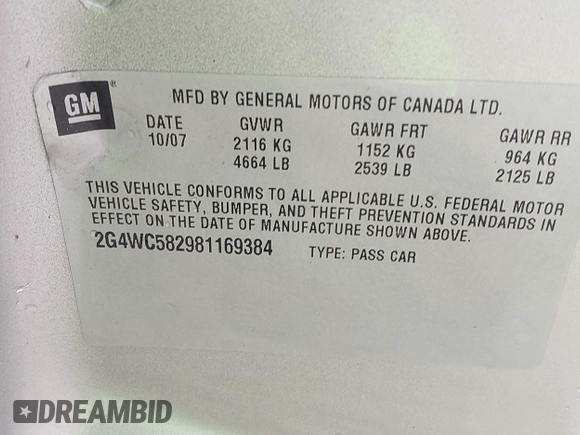 GM ®
MFD BY GENERAL MOTORS OF CANADA LTD.
DATE GVWR GAWR FRT GAWR RR
10/07 2116 KG 1152 KG 964 KG
4664 LB 2539 LB 2125 LB
THIS VEHICLE CONFORMS TO ALL APPLICABLE U.S. FEDERAL MOTOR
VEHICLE SAFETY, BUMPER, AND THEFT PREVENTION STANDARDS IN
EFFECT ON THE DATE OF MANUFACTURE SHOWN ABOVE.
2G4WC582981169384 TYPE: PASS CAR
DREAMBID